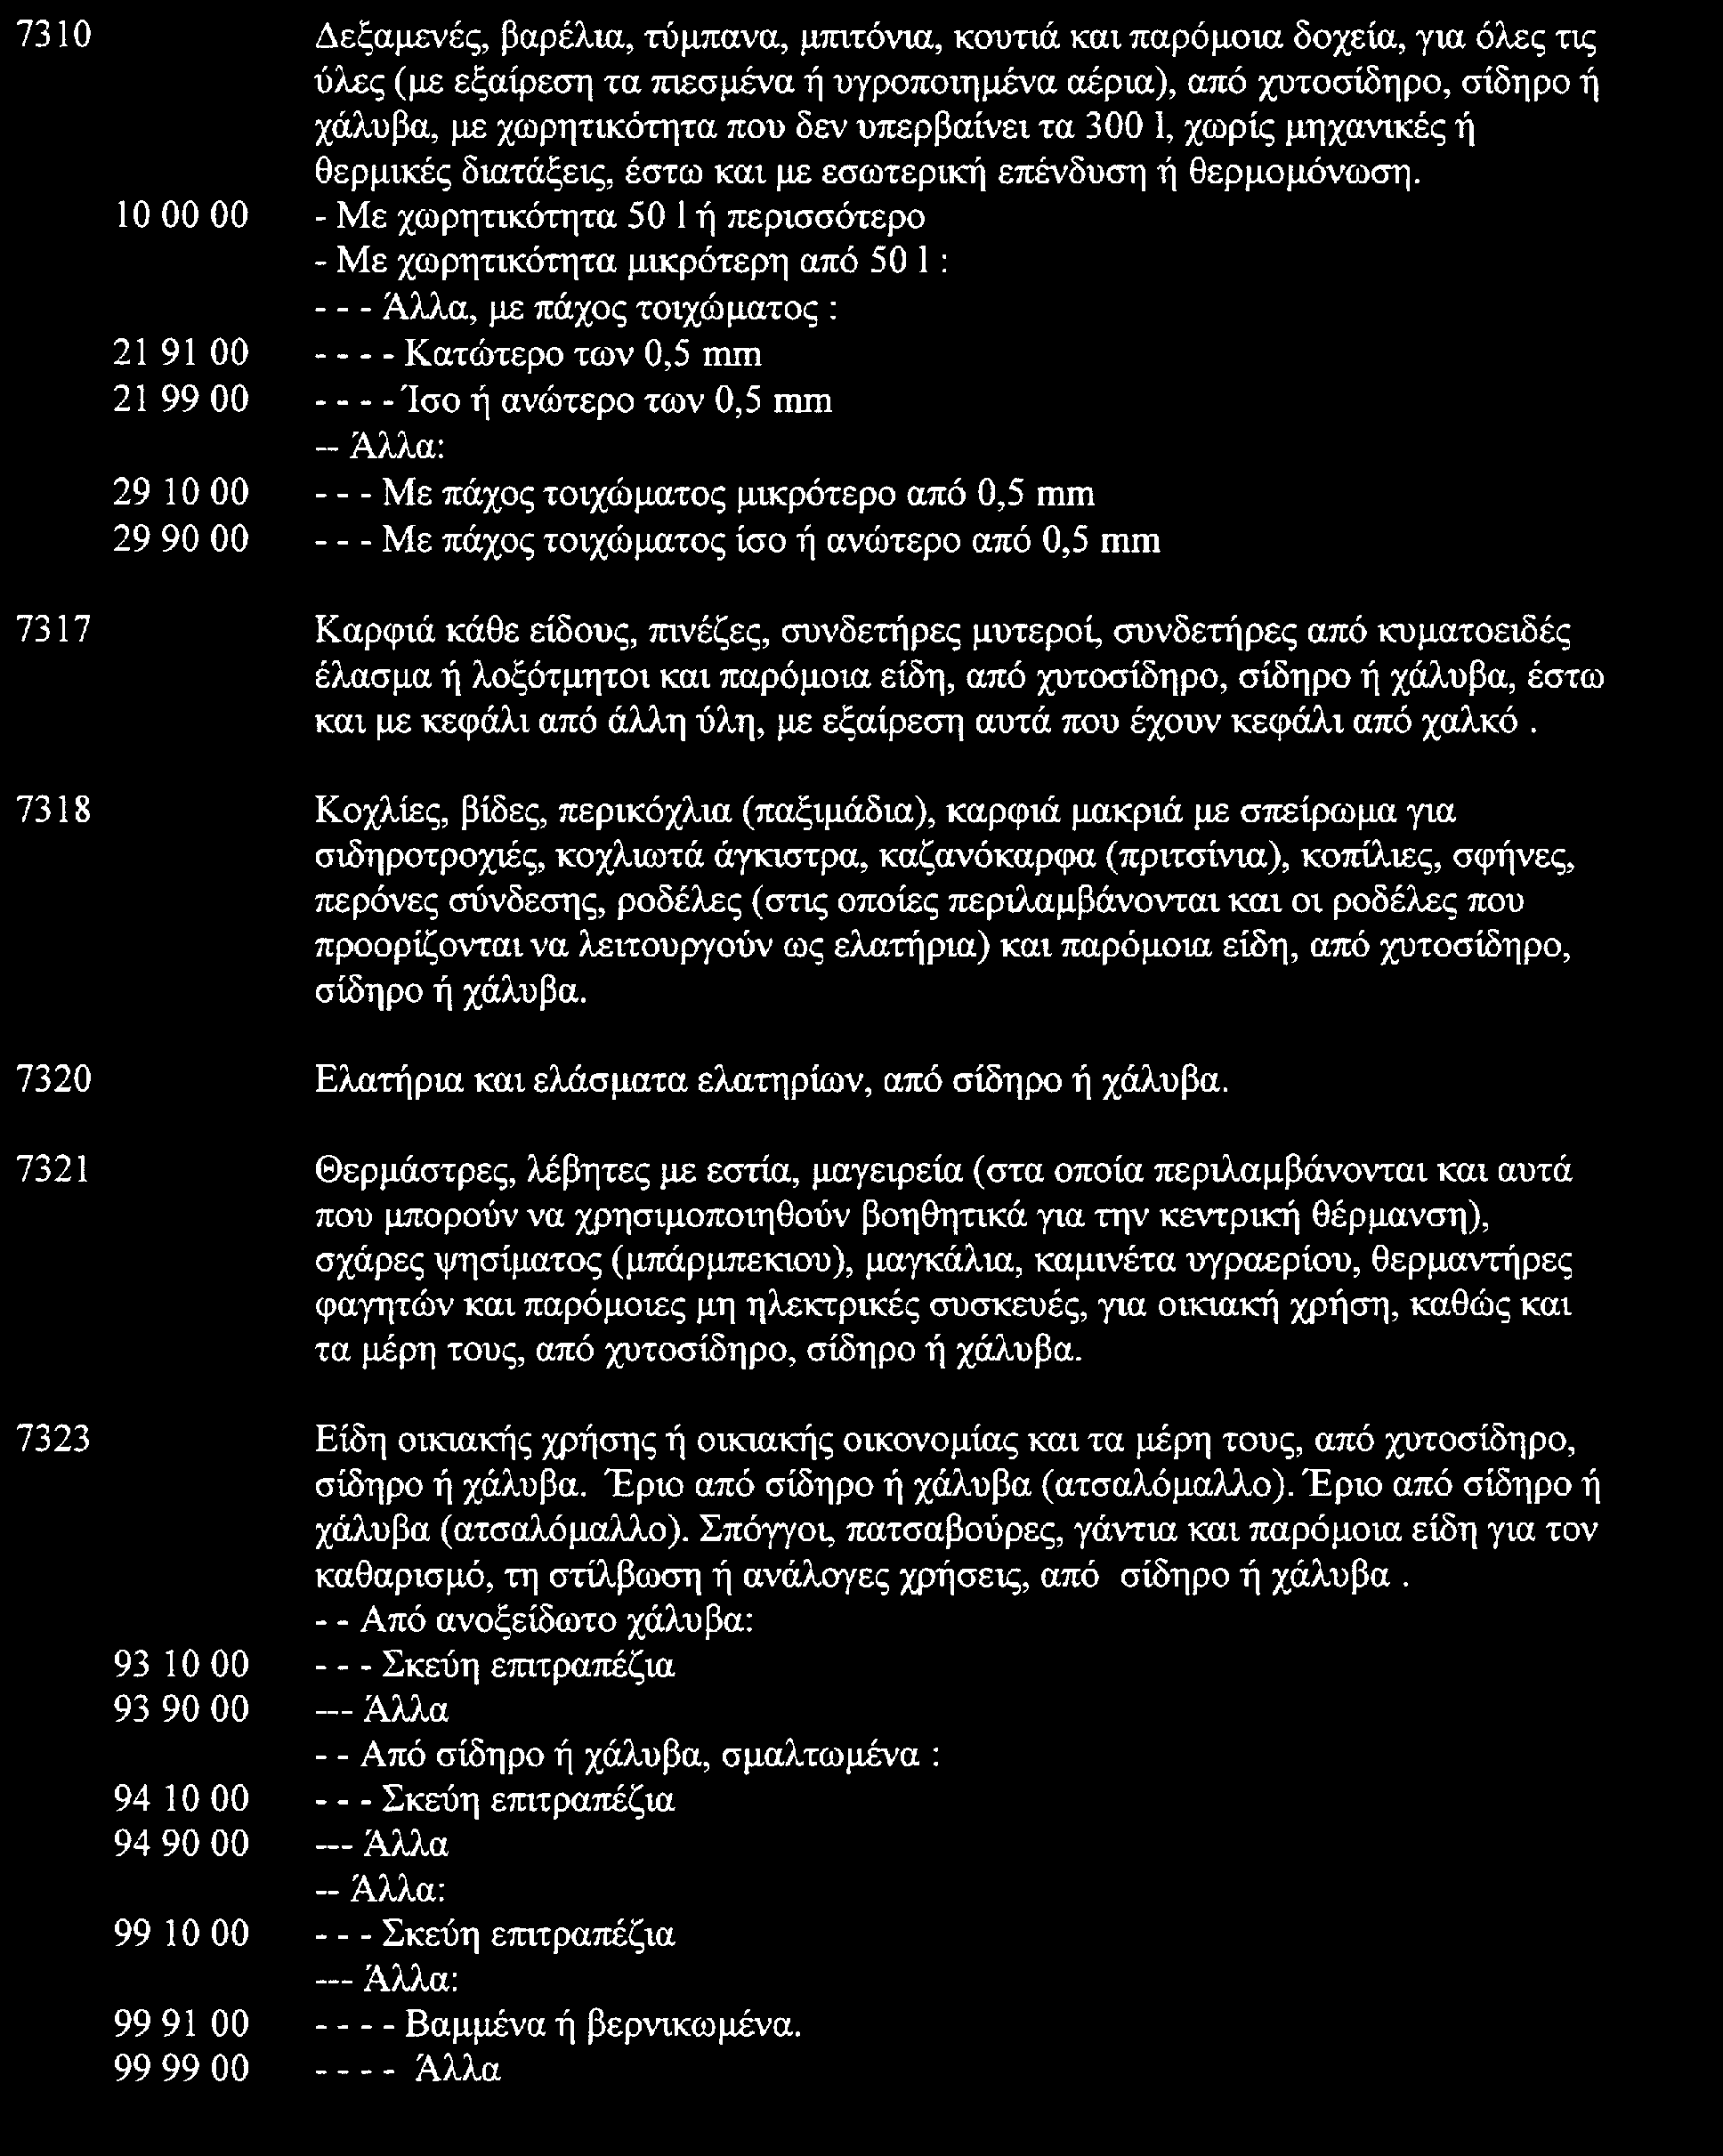 7310 Δεξαμενές, βαρέλια, τύμπανα, μπιτόνια, κουτιά και παρόμοια δοχεία, για όλες τις
ύλες (με εξαίρεση τα πιεσμένα ή υγροποιημένα αέρια), από χυτοσίδηρο, σίδηρο ή
χάλυβα, με χωρητικότητα που δεν υπερβαίνει τα 300 l, χωρίς μηχανικές ή
θερμικές διατάξεις, έστω και με εσωτερική επένδυση ή θερμομόνωση.
10 00 00 - Με χωρητικότητα 50 l ή περισσότερο
- Με χωρητικότητα μικρότερη από 50 l :
- - - Άλλα, με πάχος τοιχώματος :
21 91 00 - - - - Κατώτερο των 0,5 mm
21 99 00 - - - - Ίσο ή ανώτερο των 0,5 mm
-- Άλλα:
29 10 00 - - - Με πάχος τοιχώματος μικρότερο από 0,5 mm
29 90 00 - - - Με πάχος τοιχώματος ίσο ή ανώτερο από 0,5 mm
7317 Καρφιά κάθε είδους, πινέζες, συνδετήρες μυτεροί, συνδετήρες από κυματοειδές
έλασμα ή λοξότμητοι και παρόμοια είδη, από χυτοσίδηρο, σίδηρο ή χάλυβα, έστω
και με κεφάλι από άλλη ύλη, με εξαίρεση αυτά που έχουν κεφάλι από χαλκό .
7318 Κοχλίες, βίδες, περικόχλια (παξιμάδια), καρφιά μακριά με σπείρωμα για
σιδηροτροχιές, κοχλιωτά άγκιστρα, καζανόκαρφα (πριτσίνια), κοπίλιες, σφήνες,
περόνες σύνδεσης, ροδέλες (στις οποίες περιλαμβάνονται και οι ροδέλες που
προορίζονται να λειτουργούν ως ελατήρια) και παρόμοια είδη, από χυτοσίδηρο,
σίδηρο ή χάλυβα.
7320 Ελατήρια και ελάσματα ελατηρίων, από σίδηρο ή χάλυβα.
7321 Θερμάστρες, λέβητες με εστία, μαγειρεία (στα οποία περιλαμβάνονται και αυτά
που μπορούν να χρησιμοποιηθούν βοηθητικά για την κεντρική θέρμανση),
σχάρες ψησίματος (μπάρμπεκιου), μαγκάλια, καμινέτα υγραερίου, θερμαντήρες
φαγητών και παρόμοιες μη ηλεκτρικές συσκευές, για οικιακή χρήση, καθώς και
τα μέρη τους, από χυτοσίδηρο, σίδηρο ή χάλυβα.
7323 Είδη οικιακής χρήσης ή οικιακής οικονομίας και τα μέρη τους, από χυτοσίδηρο,
σίδηρο ή χάλυβα. Έριο από σίδηρο ή χάλυβα (ατσαλόμαλλο). Έριο από σίδηρο ή
χάλυβα (ατσαλόμαλλο). Σπόγγοι, πατσαβούρες, γάντια και παρόμοια είδη για τον
καθαρισμό, τη στίλβωση ή ανάλογες χρήσεις, από σίδηρο ή χάλυβα .
- - Από ανοξείδωτο χάλυβα:
93 10 00 - - - Σκεύη επιτραπέζια
93 90 00 --- Άλλα
- - Από σίδηρο ή χάλυβα, σμαλτωμένα :
94 10 00 - - - Σκεύη επιτραπέζια
94 90 00 --- Άλλα
-- Άλλα:
99 10 00 - - - Σκεύη επιτραπέζια
--- Άλλα:
99 91 00 - - - - Βαμμένα ή βερνικωμένα.
99 99 00 - - - - Άλλα